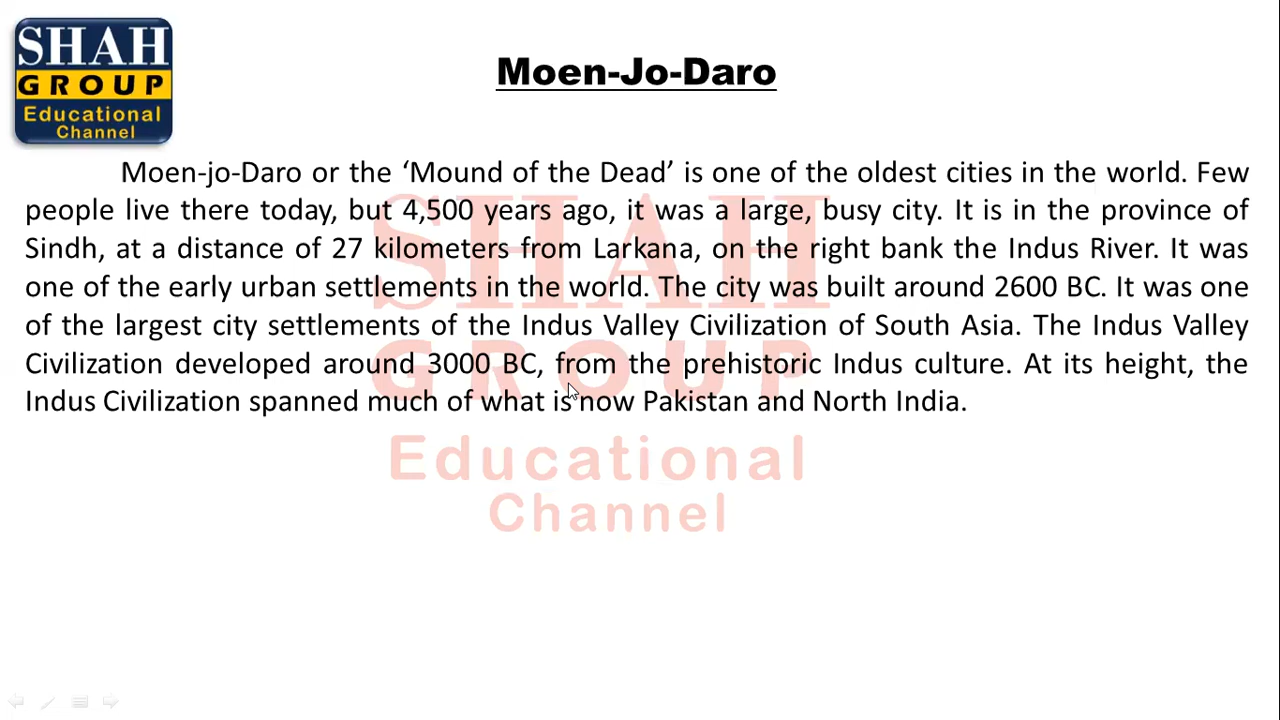 SHAH
GROUP
Educational
Channel
Moen-Jo-Daro
Moen-jo-Daro or the ‘Mound of the Dead’ is one of the oldest cities in the world. Few
people live there today, but 4,500 years ago, it was a large, busy city. It is in the province of
Sindh, at a distance of 27 kilometers from Larkana, on the right bank the Indus River. It was
one of the early urban settlements in the world. The city was built around 2600 BC. It was one
of the largest city settlements of the Indus Valley Civilization of South Asia. The Indus Valley
Civilization developed around 3000 BC, from the prehistoric Indus culture. At its height, the
Indus Civilization spanned much of what is now Pakistan and North India.
SHAH
GROUP
Educational
Channel